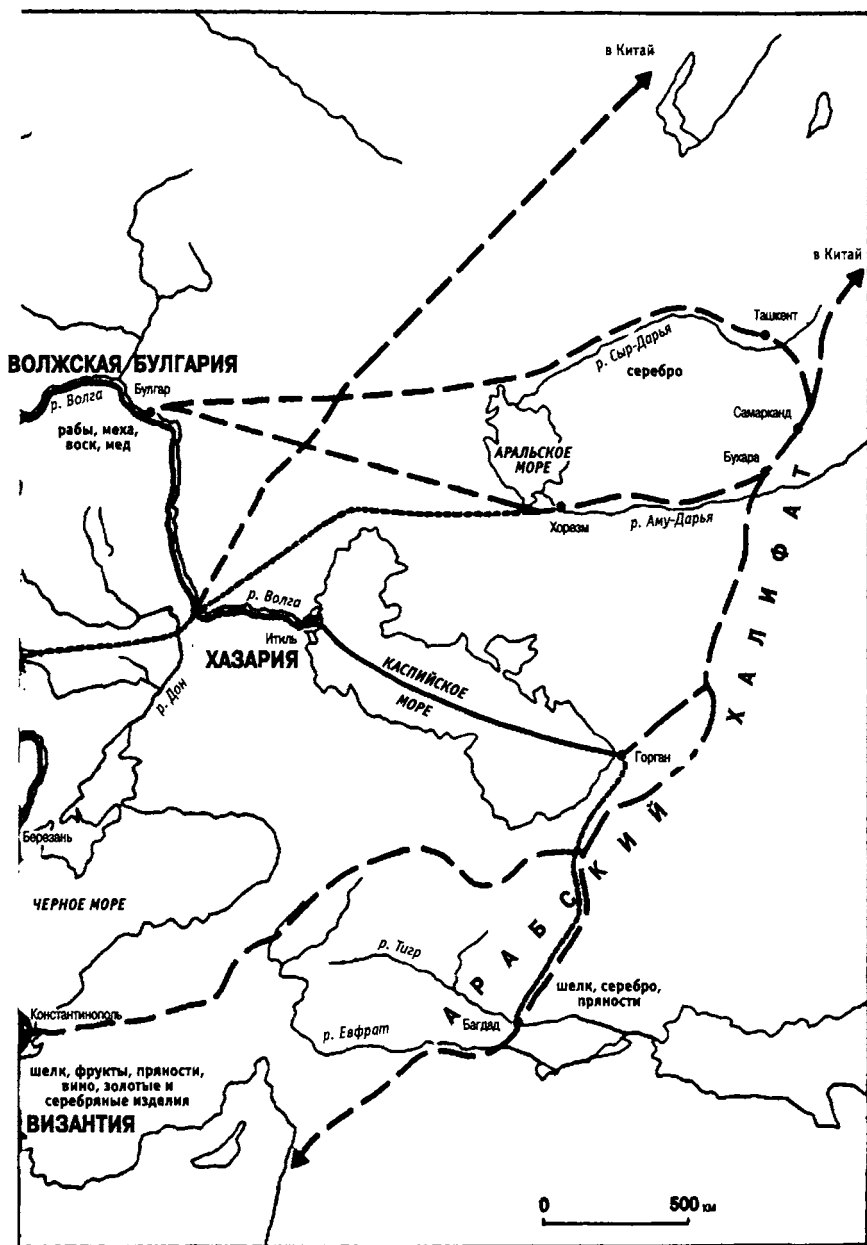 в Китай
в Китай
Ташкент
р. Сыр-Дарья
серебро
ВОЛЖСКАЯ БУЛГАРИЯ
р. Волга
Булгар
рабы, меха,
воск, мед
Самарканд
АРАЛЬСКОЕ
МОРЕ
Бухара
Хорезм
р. Аму-Дарья
р. Волга
Итиль
ХАЗАРИЯ
КАСПИЙСКОЕ
МОРЕ
р. Дон
Горган
АРАБСКИЙ ХАЛИФАТ
Березань
ЧЕРНОЕ МОРЕ
р. Тигр
шелк, серебро,
пряности
Константинополь
Багдад
р. Евфрат
шелк, фрукты, пряности,
вино, золотые и
серебряные изделия
ВИЗАНТИЯ
0 500 км